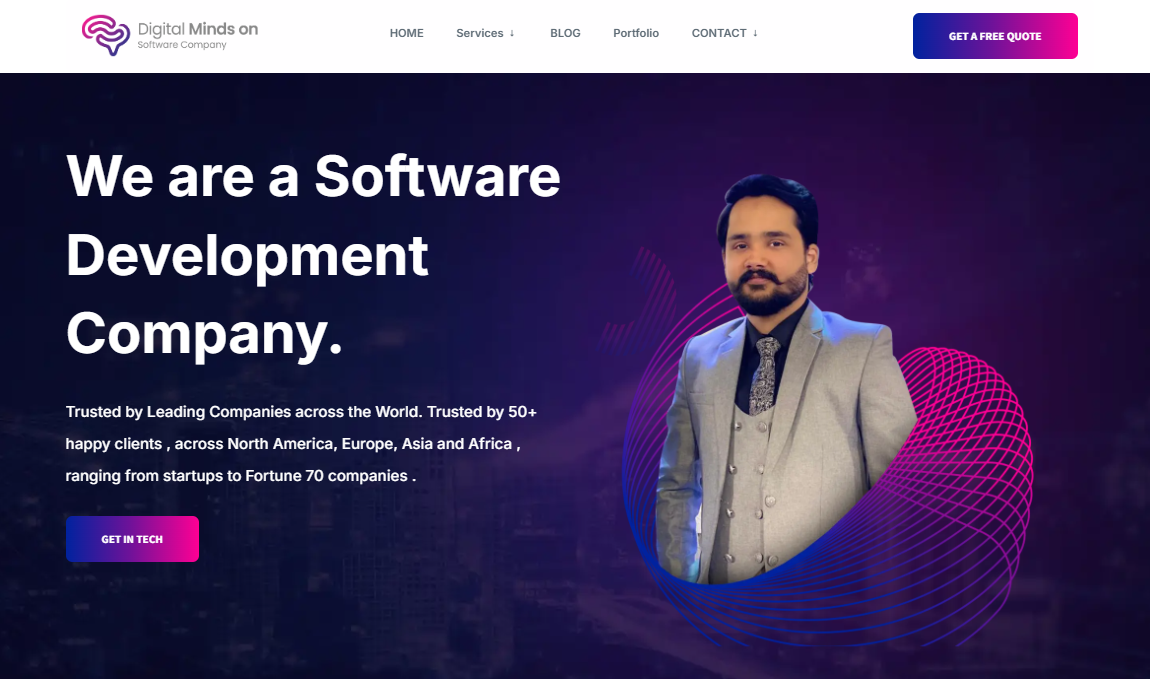 Digital Minds on
Software Company
HOME
Services ↓
BLOG
Portfolio
CONTACT ↓
GET A FREE QUOTE
We are a Software
Development
Company.
Trusted by Leading Companies across the World. Trusted by 50+
happy clients , across North America, Europe, Asia and Africa ,
ranging from startups to Fortune 70 companies .
GET IN TECH